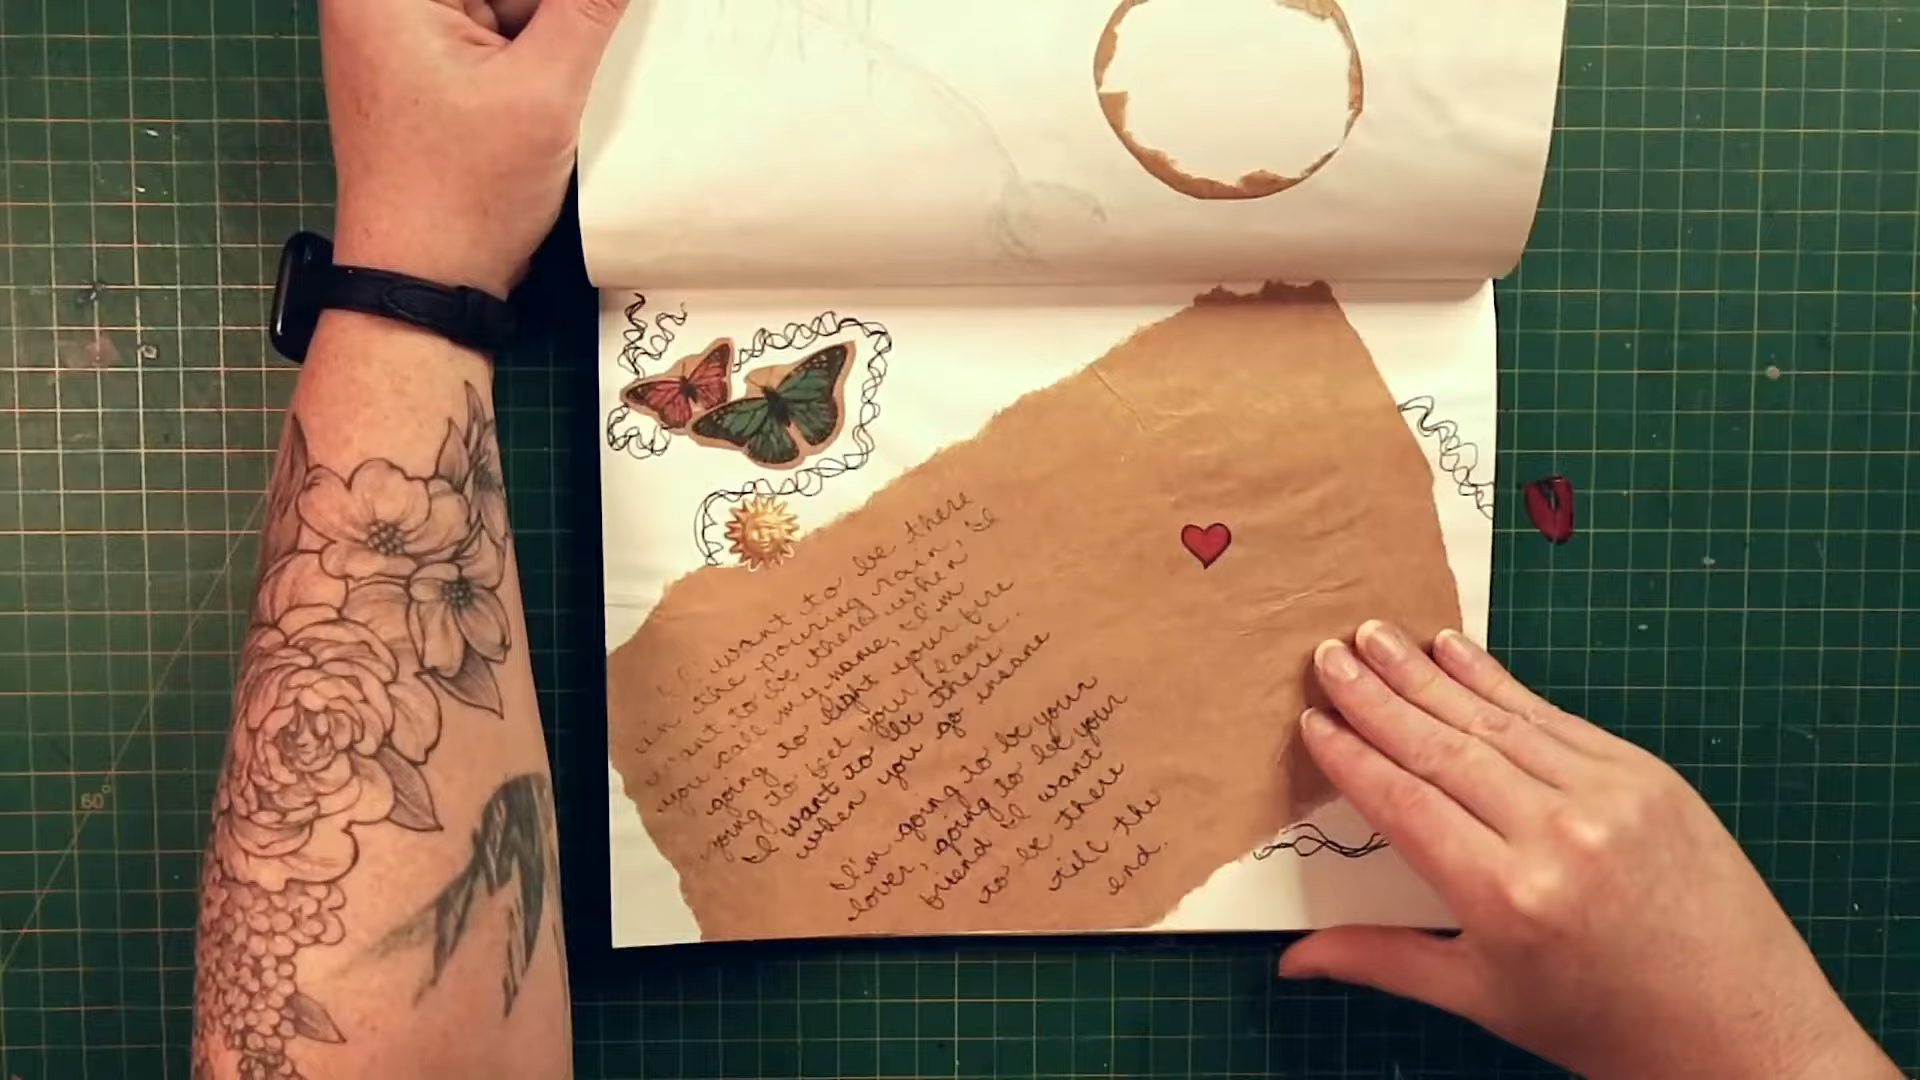 I want to be there
in the pouring rain, I
want to be there when
you call my name, I'm
going to light your fire
going to feel your flame.
I want to be there
when you go insane
I'm going to be your
lover, going to be your
friend I want
to be there
till the
end.
60°